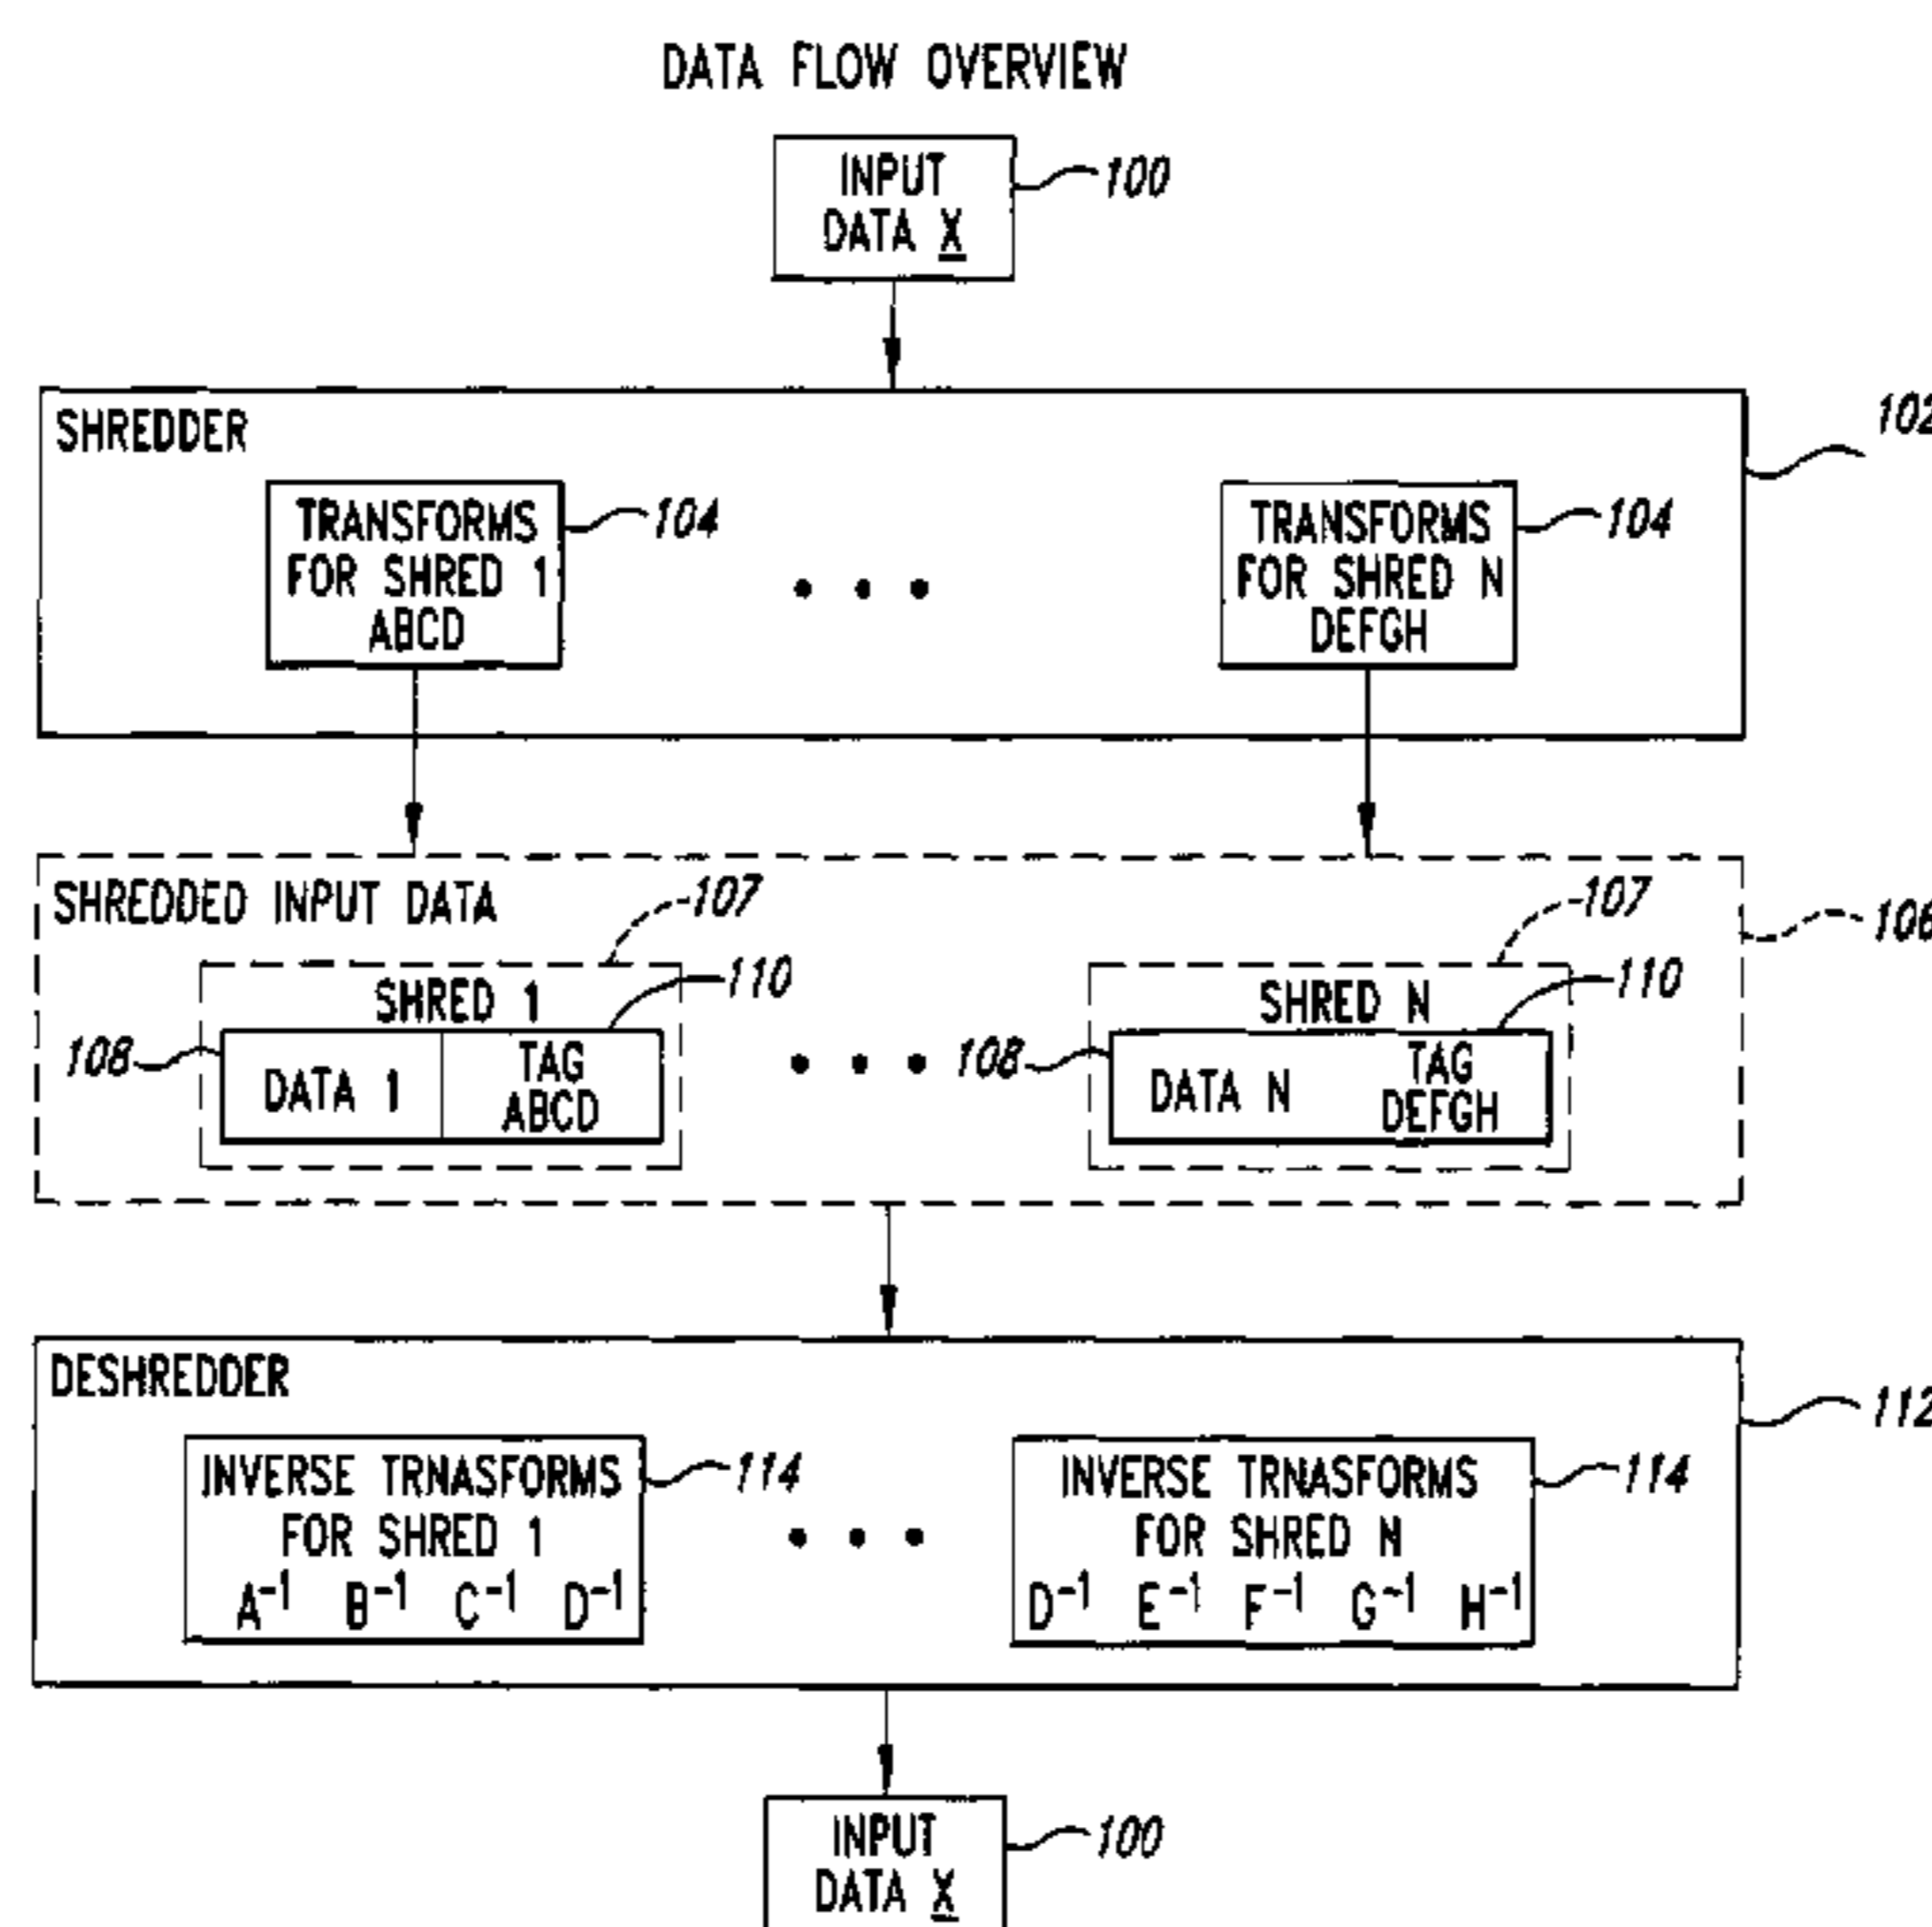 DATA FLOW OVERVIEW
INPUT
DATA X
100
SHREDDER
102
TRANSFORMS
FOR SHRED 1
ABCD
104
• • •
TRANSFORMS
FOR SHRED N
DEFGH
104
SHREDDED INPUT DATA
106
107
SHRED 1
110
108
DATA 1
TAG
ABCD
• • •
107
SHRED N
110
108
DATA N
TAG
DEFGH
DESHREDDER
112
INVERSE TRNASFORMS
FOR SHRED 1
A⁻¹ B⁻¹ C⁻¹ D⁻¹
114
• • •
INVERSE TRNASFORMS
FOR SHRED N
D⁻¹ E⁻¹ F⁻¹ G⁻¹ H⁻¹
114
INPUT
DATA X
100